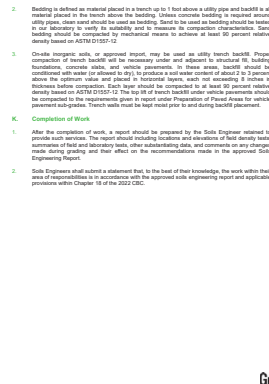 2. Bedding is defined as material placed in a trench up to 1 foot above a utility pipe and backfill is all
material placed in the trench above the bedding. Unless concrete bedding is required around
utility pipes, clean sand should be used as bedding. Sand to be used as bedding should be tested
in our laboratory to verify its suitability and to measure its compaction characteristics. Sand
bedding should be compacted by mechanical means to achieve at least 90 percent relative
density based on ASTM D1557-12.
3. On-site inorganic soils, or approved import, may be used as utility trench backfill. Proper
compaction of trench backfill will be necessary under and adjacent to structural fill, building
foundations, concrete slabs, and vehicle pavements. In these areas, backfill should be
conditioned with water (or allowed to dry), to produce a soil water content of about 2 to 3 percent
above the optimum value and placed in horizontal layers, each not exceeding 8 inches in
thickness before compaction. Each layer should be compacted to at least 90 percent relative
density based on ASTM D1557-12. The top lift of trench backfill under vehicle pavements should
be compacted to the requirements given in report under Preparation of Paved Areas for vehicle
pavement sub-grades. Trench walls must be kept moist prior to and during backfill placement.
K. Completion of Work
1. After the completion of work, a report should be prepared by the Soils Engineer retained to
provide such services. The report should including locations and elevations of field density tests,
summaries of field and laboratory tests, other substantiating data, and comments on any changes
made during grading and their effect on the recommendations made in the approved Soils
Engineering Report.
2. Soils Engineers shall submit a statement that, to the best of their knowledge, the work within their
area of responsibilities is in accordance with the approved soils engineering report and applicable
provisions within Chapter 18 of the 2022 CBC.